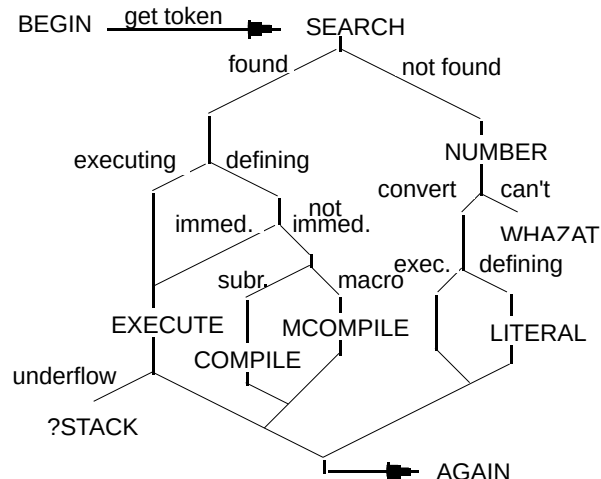 BEGIN get token SEARCH
found not found
executing defining NUMBER
convert can't
immed. not immed.
WHA7AT
subr. macro exec. defining
EXECUTE MCOMPILE LITERAL
COMPILE
underflow
?STACK
AGAIN